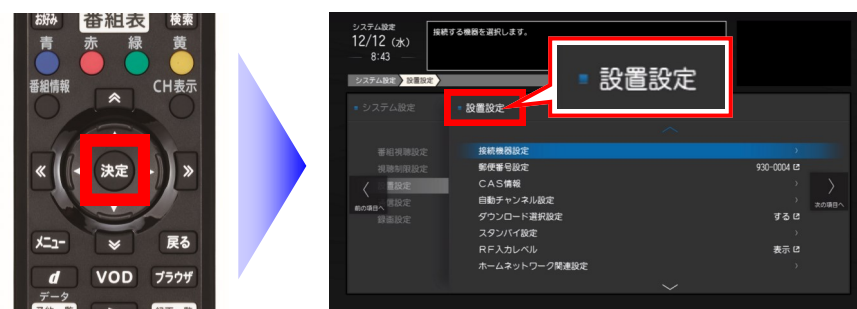 お好み 番組表 検索
青 赤 緑 黄
番組情報 CH表示
決定
メニュー 戻る
d VOD ブラウザ
データ
システム設定
12/12 (水)
8:43
接続する機器を選択します。
システム設定 設置設定
設置設定
システム設定 設置設定
番組視聴設定
視聴制限設定
設置設定
録画設定
前の項目へ
接続機器設定
郵便番号設定 930-0004
CAS情報
自動チャンネル設定
ダウンロード選択設定 する
スタンバイ設定
RF入力レベル 表示
ホームネットワーク関連設定
次の項目へ